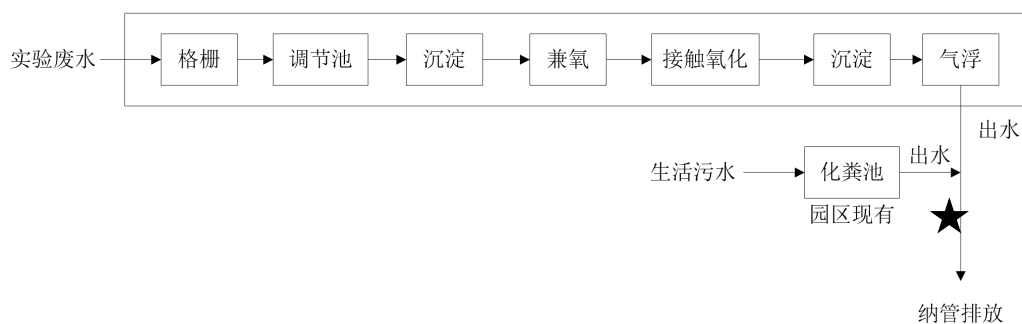 实验废水
格栅
调节池
沉淀
兼氧
接触氧化
沉淀
气浮
出水
生活污水
化粪池
出水
园区现有
纳管排放